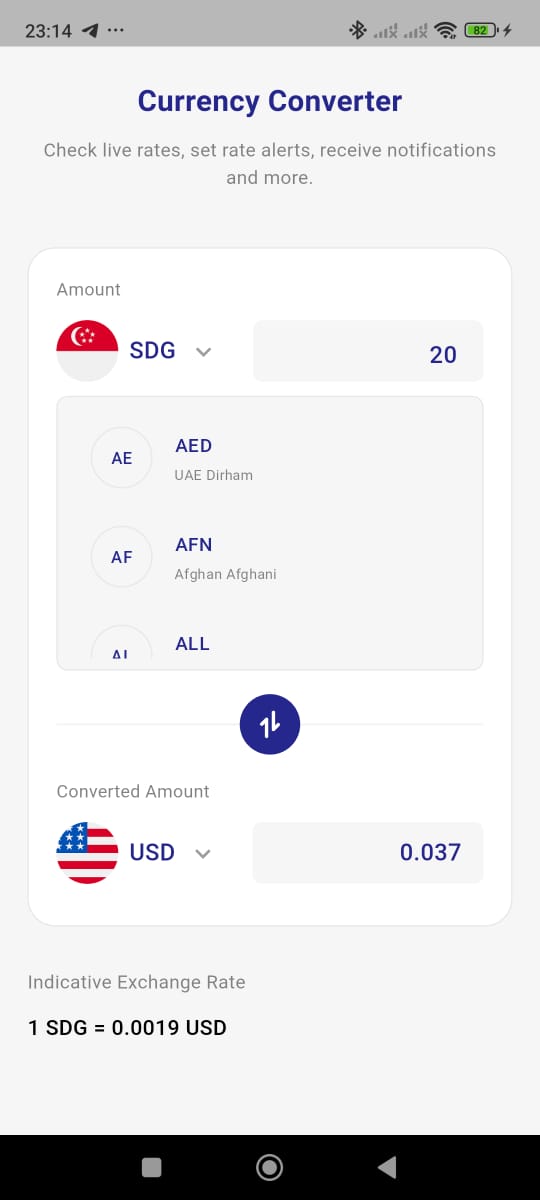 23:14
82
Currency Converter
Check live rates, set rate alerts, receive notifications
and more.
Amount
SDG
20
AE
AED
UAE Dirham
AF
AFN
Afghan Afghani
AL
ALL
Converted Amount
USD
0.037
Indicative Exchange Rate
1 SDG = 0.0019 USD